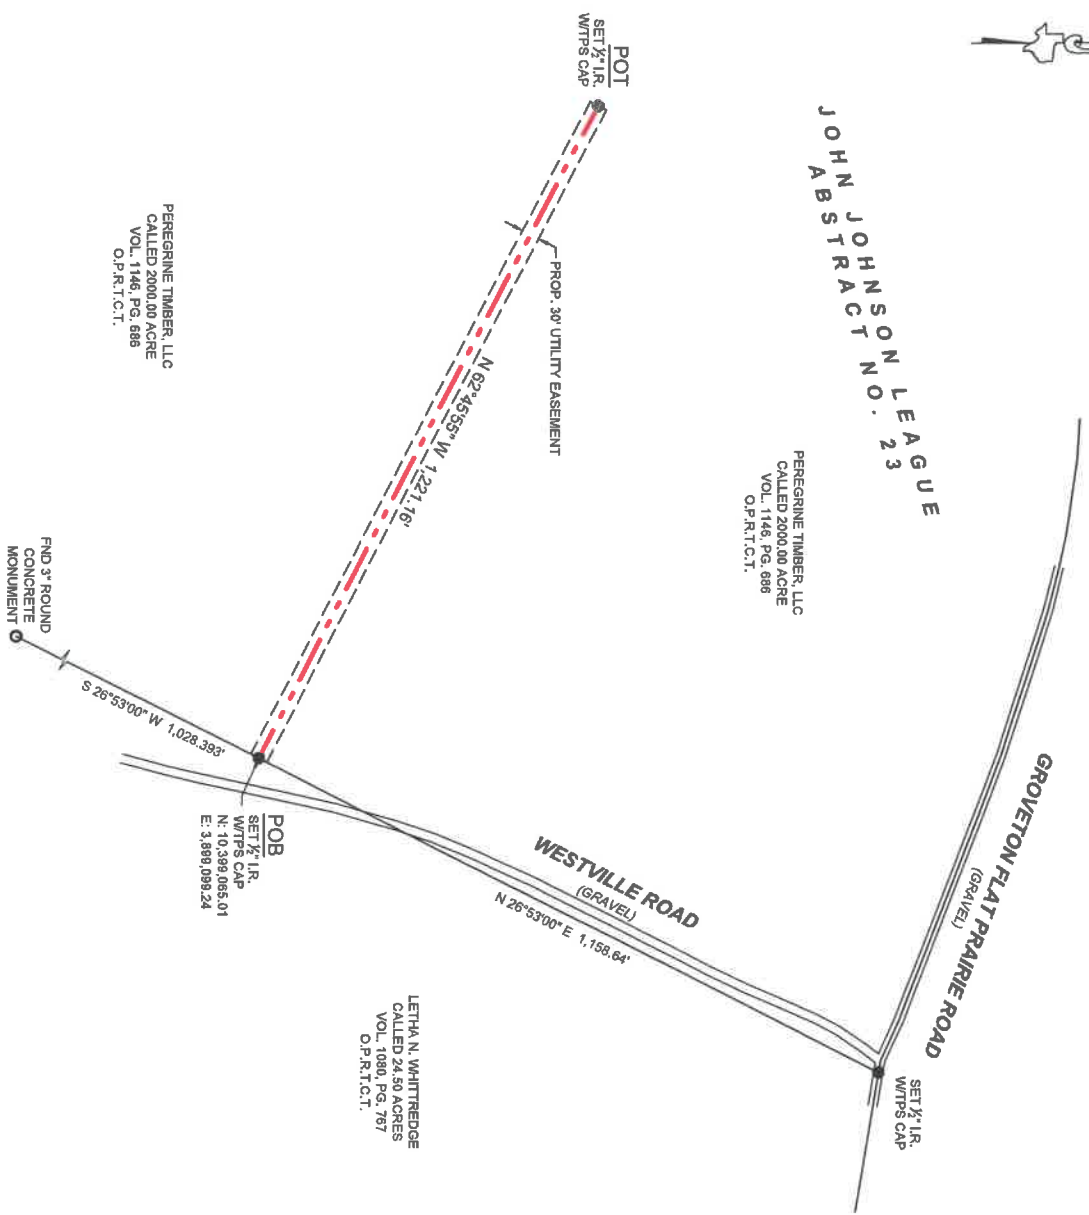 JOHN JOHNSON LEAGUE
ABSTRACT NO. 23
GROVETON FLAT PRAIRIE ROAD
(GRAVEL)
SET ½" I.R.
W/TPS CAP
PEREGRINE TIMBER, LLC
CALLED 2000.00 ACRE
VOL. 1146, PG. 686
O.P.R.T.C.T.
POT
SET ½" I.R.
W/TPS CAP
PROP. 30' UTILITY EASEMENT
N 62°45'55" W 1,221.16'
WESTVILLE ROAD
(GRAVEL)
N 26°53'00" E 1,158.64'
LETHA N. WHITTREDGE
CALLED 24.50 ACRES
VOL. 1080, PG. 767
O.P.R.T.C.T.
POB
SET ½" I.R.
W/TPS CAP
N: 10,399,065.01
E: 3,899,099.24
PEREGRINE TIMBER, LLC
CALLED 2000.00 ACRE
VOL. 1146, PG. 686
O.P.R.T.C.T.
S 26°53'00" W 1,028.393'
FND 3" ROUND
CONCRETE
MONUMENT